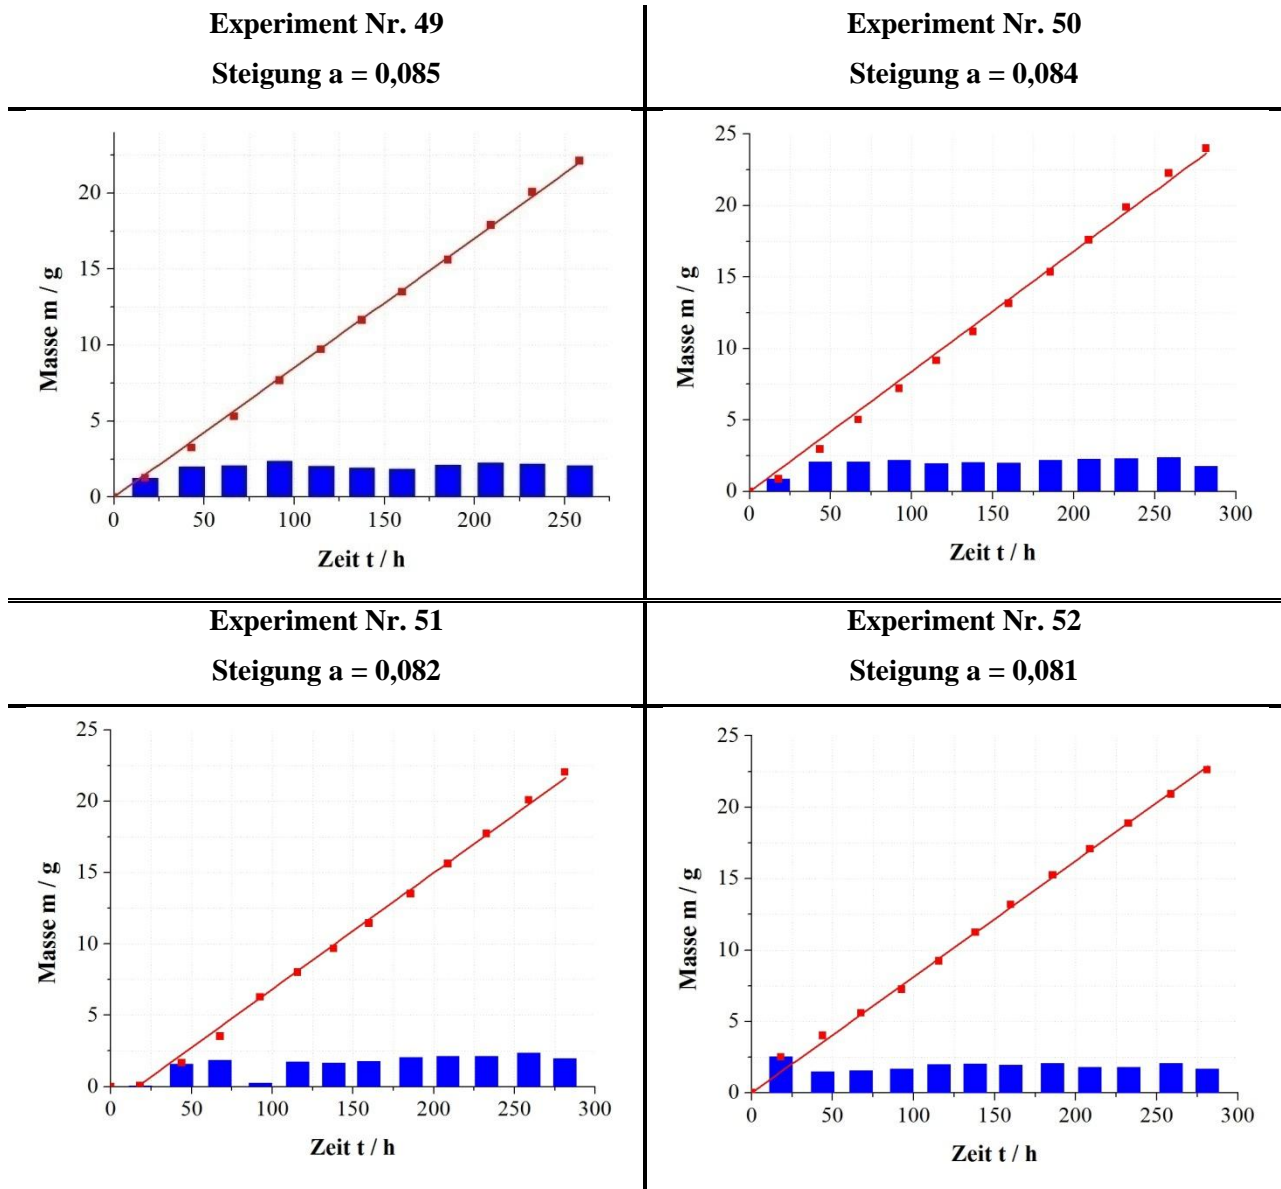 Experiment Nr. 49
Steigung a = 0,085
Experiment Nr. 50
Steigung a = 0,084
20
15
10
5
0
Masse m / g
0 50 100 150 200 250
Zeit t / h
25
20
15
10
5
0
Masse m / g
0 50 100 150 200 250 300
Zeit t / h
Experiment Nr. 51
Steigung a = 0,082
Experiment Nr. 52
Steigung a = 0,081
25
20
15
10
5
0
Masse m / g
0 50 100 150 200 250 300
Zeit t / h
25
20
15
10
5
0
Masse m / g
0 50 100 150 200 250 300
Zeit t / h